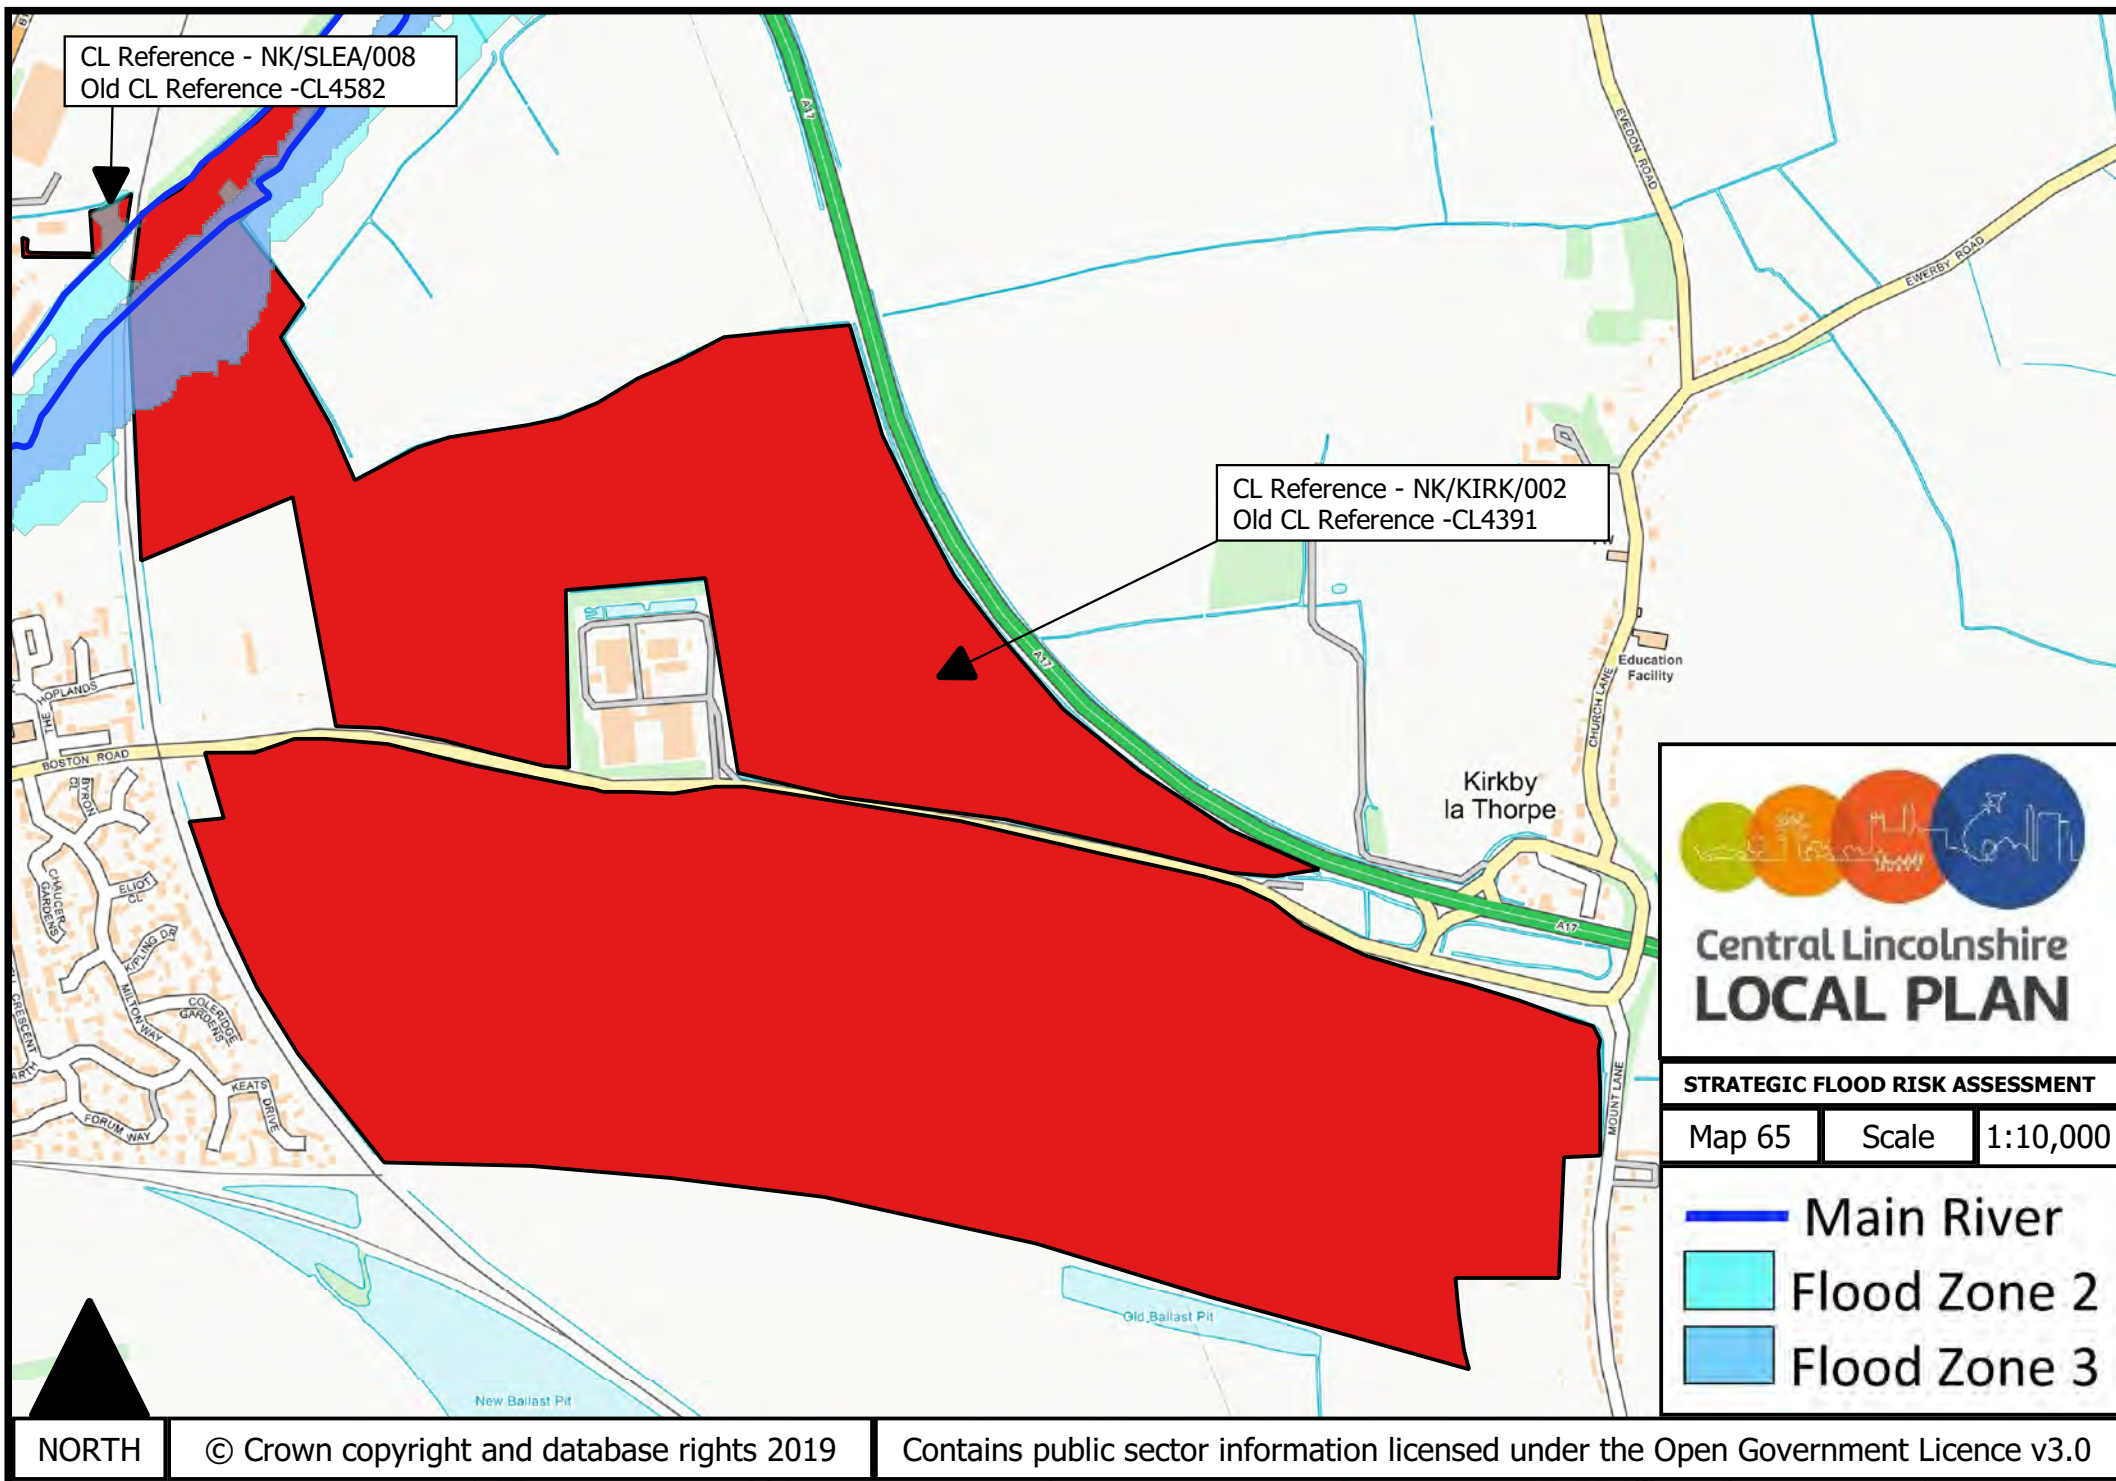 CL Reference - NK/SLEA/008
Old CL Reference -CL4582
A17
EVEDON ROAD
EWERBY ROAD
CL Reference - NK/KIRK/002
Old CL Reference -CL4391
A17
Education
Facility
CHURCH LANE
THE HOPLANDS
BOSTON ROAD
BYRON
CL
Kirkby
la Thorpe
CHAUCER
GARDENS
ELIOT
CL
KIPLING DR
MILTON WAY
COLERIDGE
GARDENS
CRESCENT
KEATS
DRIVE
FORUM WAY
A17
MOUNT LANE
Old Ballast Pit
New Ballast Pit
Central Lincolnshire
LOCAL PLAN
STRATEGIC FLOOD RISK ASSESSMENT
Map 65
Scale
1:10,000
Main River
Flood Zone 2
Flood Zone 3
NORTH
© Crown copyright and database rights 2019
Contains public sector information licensed under the Open Government Licence v3.0